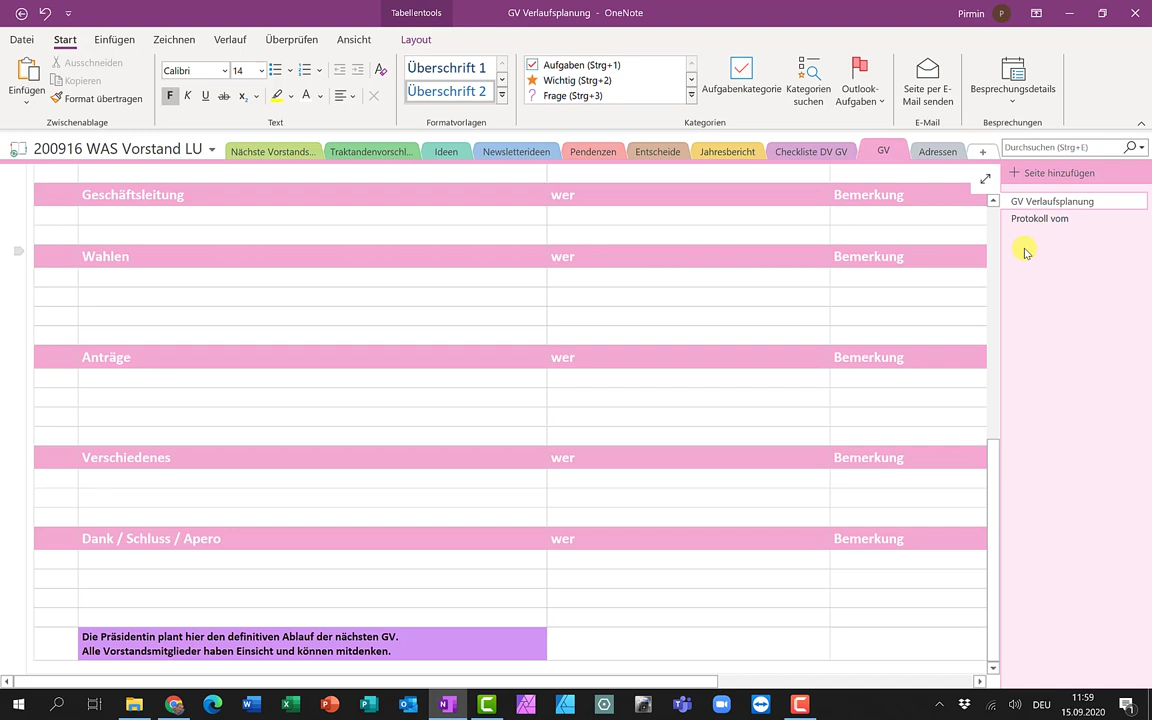 Tabellentools
GV Verlaufsplanung - OneNote
Pirmin P
Datei Start Einfügen Zeichnen Verlauf Überprüfen Ansicht Layout
Einfügen
Ausschneiden
Kopieren
Format übertragen
Zwischenablage
Calibri 14
F K U ab x₂ A
Text
Überschrift 1
Überschrift 2
Formatvorlagen
Aufgaben (Strg+1)
Wichtig (Strg+2)
? Frage (Strg+3)
Aufgabenkategorie
Kategorien
suchen
Outlook-
Aufgaben
Kategorien
Seite per E-
Mail senden
E-Mail
Besprechungsdetails
Besprechungen
200916 WAS Vorstand LU
Nächste Vorstands... Traktandenvorschl... Ideen Newsletterideen Pendenzen Entscheide Jahresbericht Checkliste DV GV GV Adressen +
Durchsuchen (Strg+E)
Seite hinzufügen
GV Verlaufsplanung
Protokoll vom
Geschäftsleitung wer Bemerkung
Wahlen wer Bemerkung
Anträge wer Bemerkung
Verschiedenes wer Bemerkung
Dank / Schluss / Apero wer Bemerkung
Die Präsidentin plant hier den definitiven Ablauf der nächsten GV.
Alle Vorstandsmitglieder haben Einsicht und können mitdenken.
DEU
11:59
15.09.2020
1